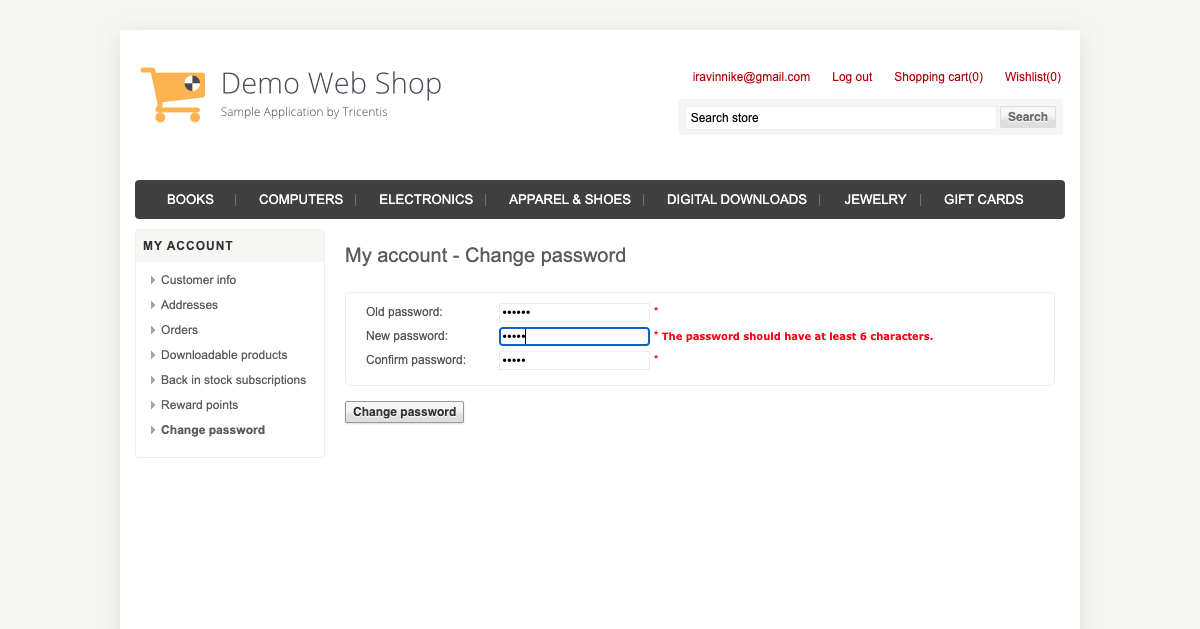 Demo Web Shop
Sample Application by Tricentis
iravinnike@gmail.com Log out Shopping cart(0) Wishlist(0)
Search store Search
BOOKS COMPUTERS ELECTRONICS APPAREL & SHOES DIGITAL DOWNLOADS JEWELRY GIFT CARDS
MY ACCOUNT
Customer info
Addresses
Orders
Downloadable products
Back in stock subscriptions
Reward points
Change password
My account - Change password
Old password: •••••• *
New password: ••••• * The password should have at least 6 characters.
Confirm password: ••••• *
Change password